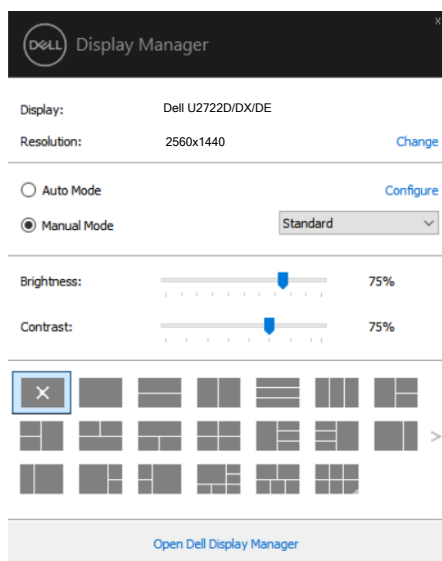 DELL Display Manager
Display: Dell U2722D/DX/DE
Resolution: 2560x1440 Change
Auto Mode Configure
Manual Mode Standard
Brightness: 75%
Contrast: 75%
Open Dell Display Manager